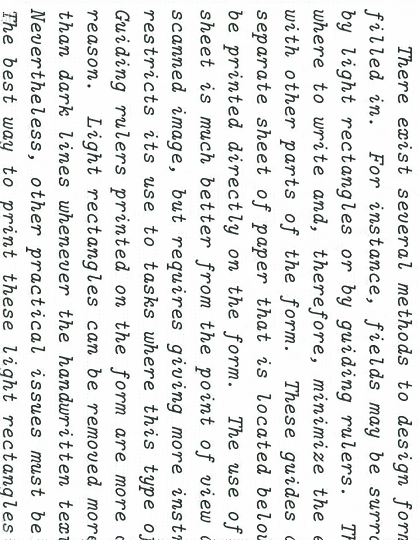 There exist several methods to design form
filled in. For instance, fields may be surro
by light rectangles or by guiding rulers. Th
where to write and, therefore, minimize the e
with other parts of the form. These guides c
separate sheet of paper that is located below
be printed directly on the form. The use of
sheet is much better from the point of view o
scanned image, but requires giving more instr
restricts its use to tasks where this type of
Guiding rulers printed on the form are more c
reason. Light rectangles can be removed more
than dark lines whenever the handwritten text
Nevertheless, other practical issues must be
The best way to print these light rectangles